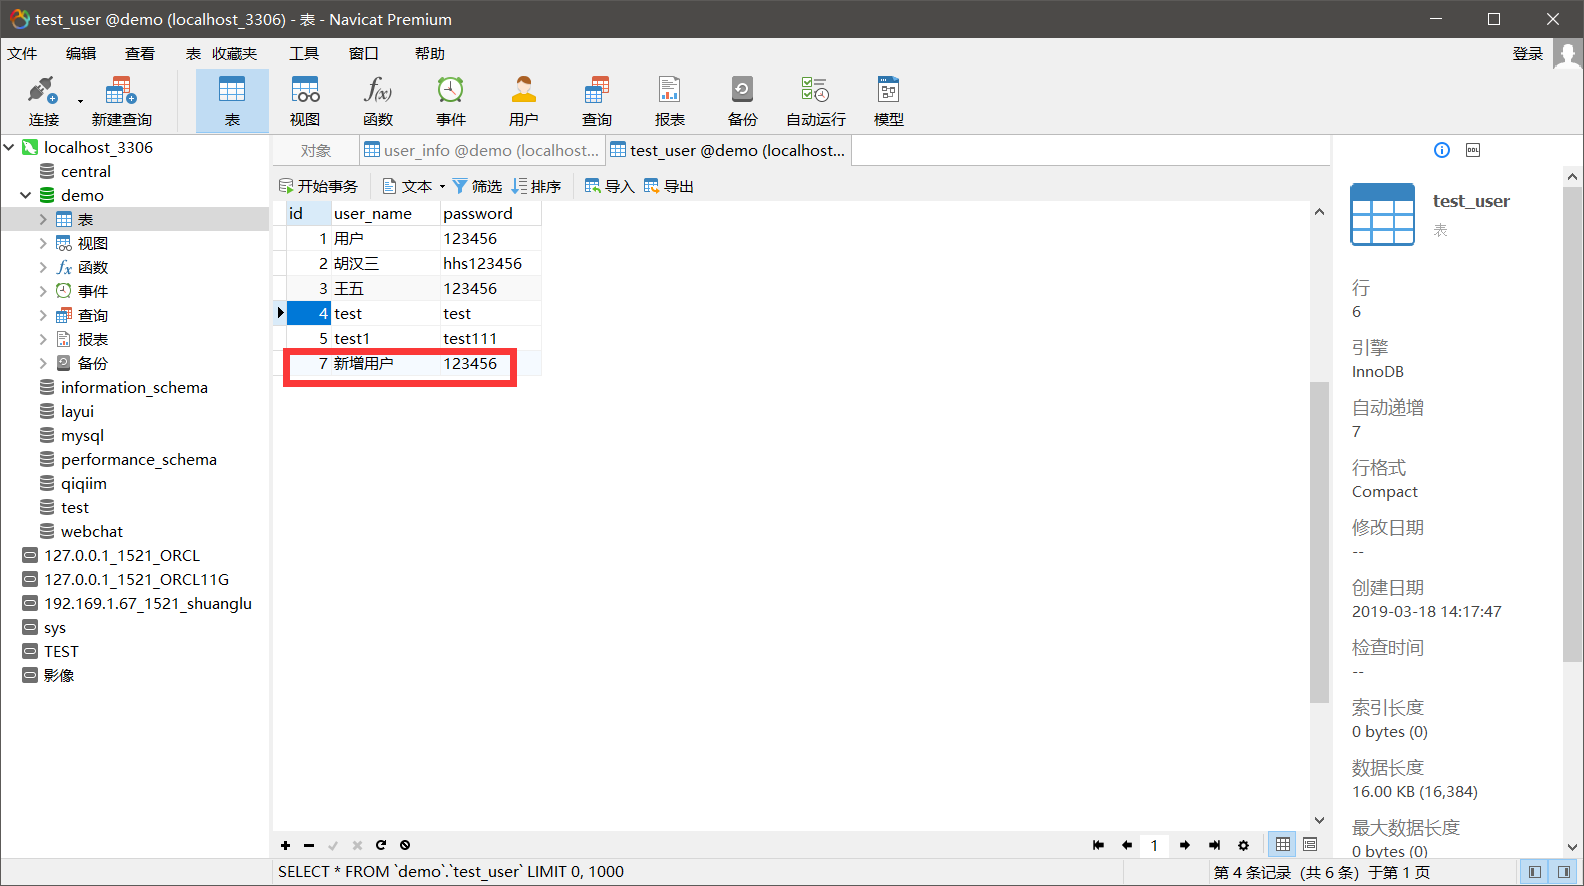 test_user @demo (localhost_3306) - 表 - Navicat Premium
文件 编辑 查看 表 收藏夹 工具 窗口 帮助 登录
连接 新建查询 表 视图 函数 事件 用户 查询 报表 备份 自动运行 模型
localhost_3306
central
demo
表
视图
函数
事件
查询
报表
备份
information_schema
layui
mysql
performance_schema
qiqiim
test
webchat
127.0.0.1_1521_ORCL
127.0.0.1_1521_ORCL11G
192.169.1.67_1521_shuanglu
sys
TEST
影像
对象 user_info @demo (localhost... test_user @demo (localhost...
开始事务 文本 筛选 排序 导入 导出
id user_name password
1 用户 123456
2 胡汉三 hhs123456
3 王五 123456
4 test test
5 test1 test111
7 新增用户 123456
DDL
test_user
表
行
6
引擎
InnoDB
自动递增
7
行格式
Compact
修改日期
--
创建日期
2019-03-18 14:17:47
检查时间
--
索引长度
0 bytes (0)
数据长度
16.00 KB (16,384)
最大数据长度
0 bytes (0)
1
SELECT * FROM `demo`.`test_user` LIMIT 0, 1000
第 4 条记录 (共 6 条) 于第 1 页